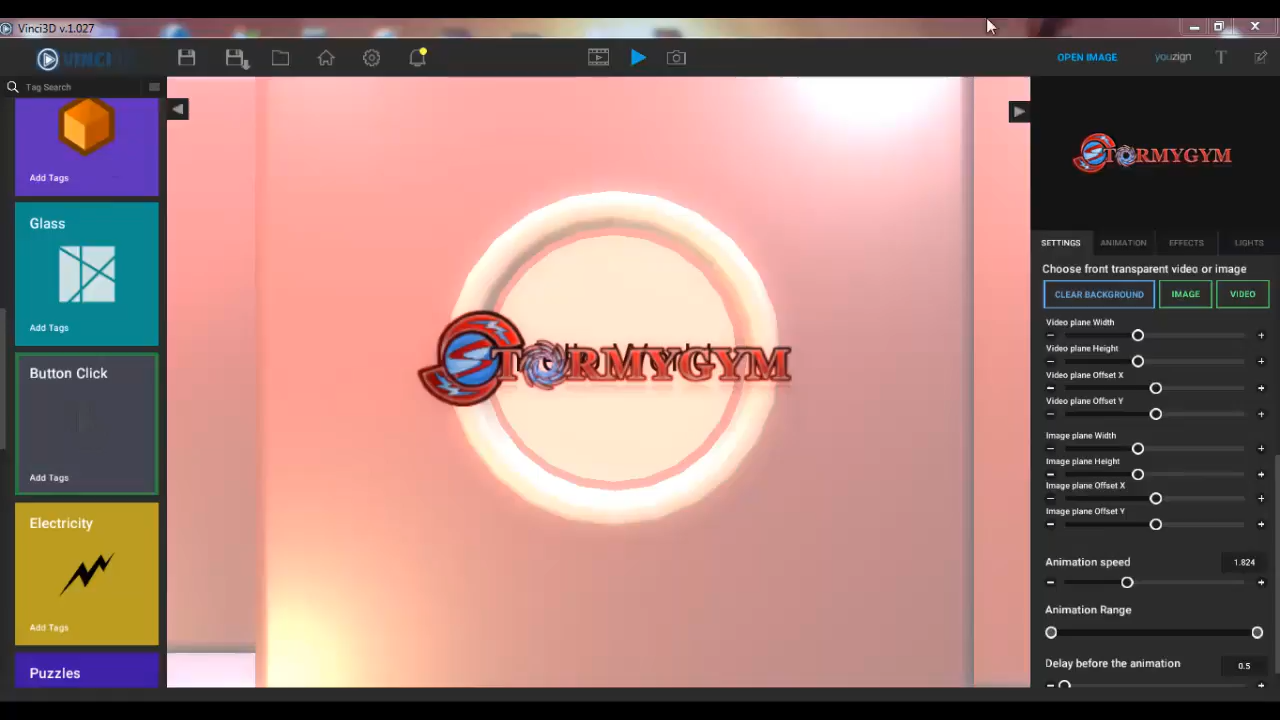 Vinci3D v.1.027
VINCI
OPEN IMAGE
youzign
T
Tag Search
Add Tags
Glass
Add Tags
Button Click
Add Tags
Electricity
Add Tags
Puzzles
STORMYGYM
STORMYGYM
SETTINGS
ANIMATION
EFFECTS
LIGHTS
Choose front transparent video or image
CLEAR BACKGROUND
IMAGE
VIDEO
Video plane Width
Video plane Height
Video plane Offset X
Video plane Offset Y
Image plane Width
Image plane Height
Image plane Offset X
Image plane Offset Y
Animation speed
1.824
Animation Range
Delay before the animation
0.5